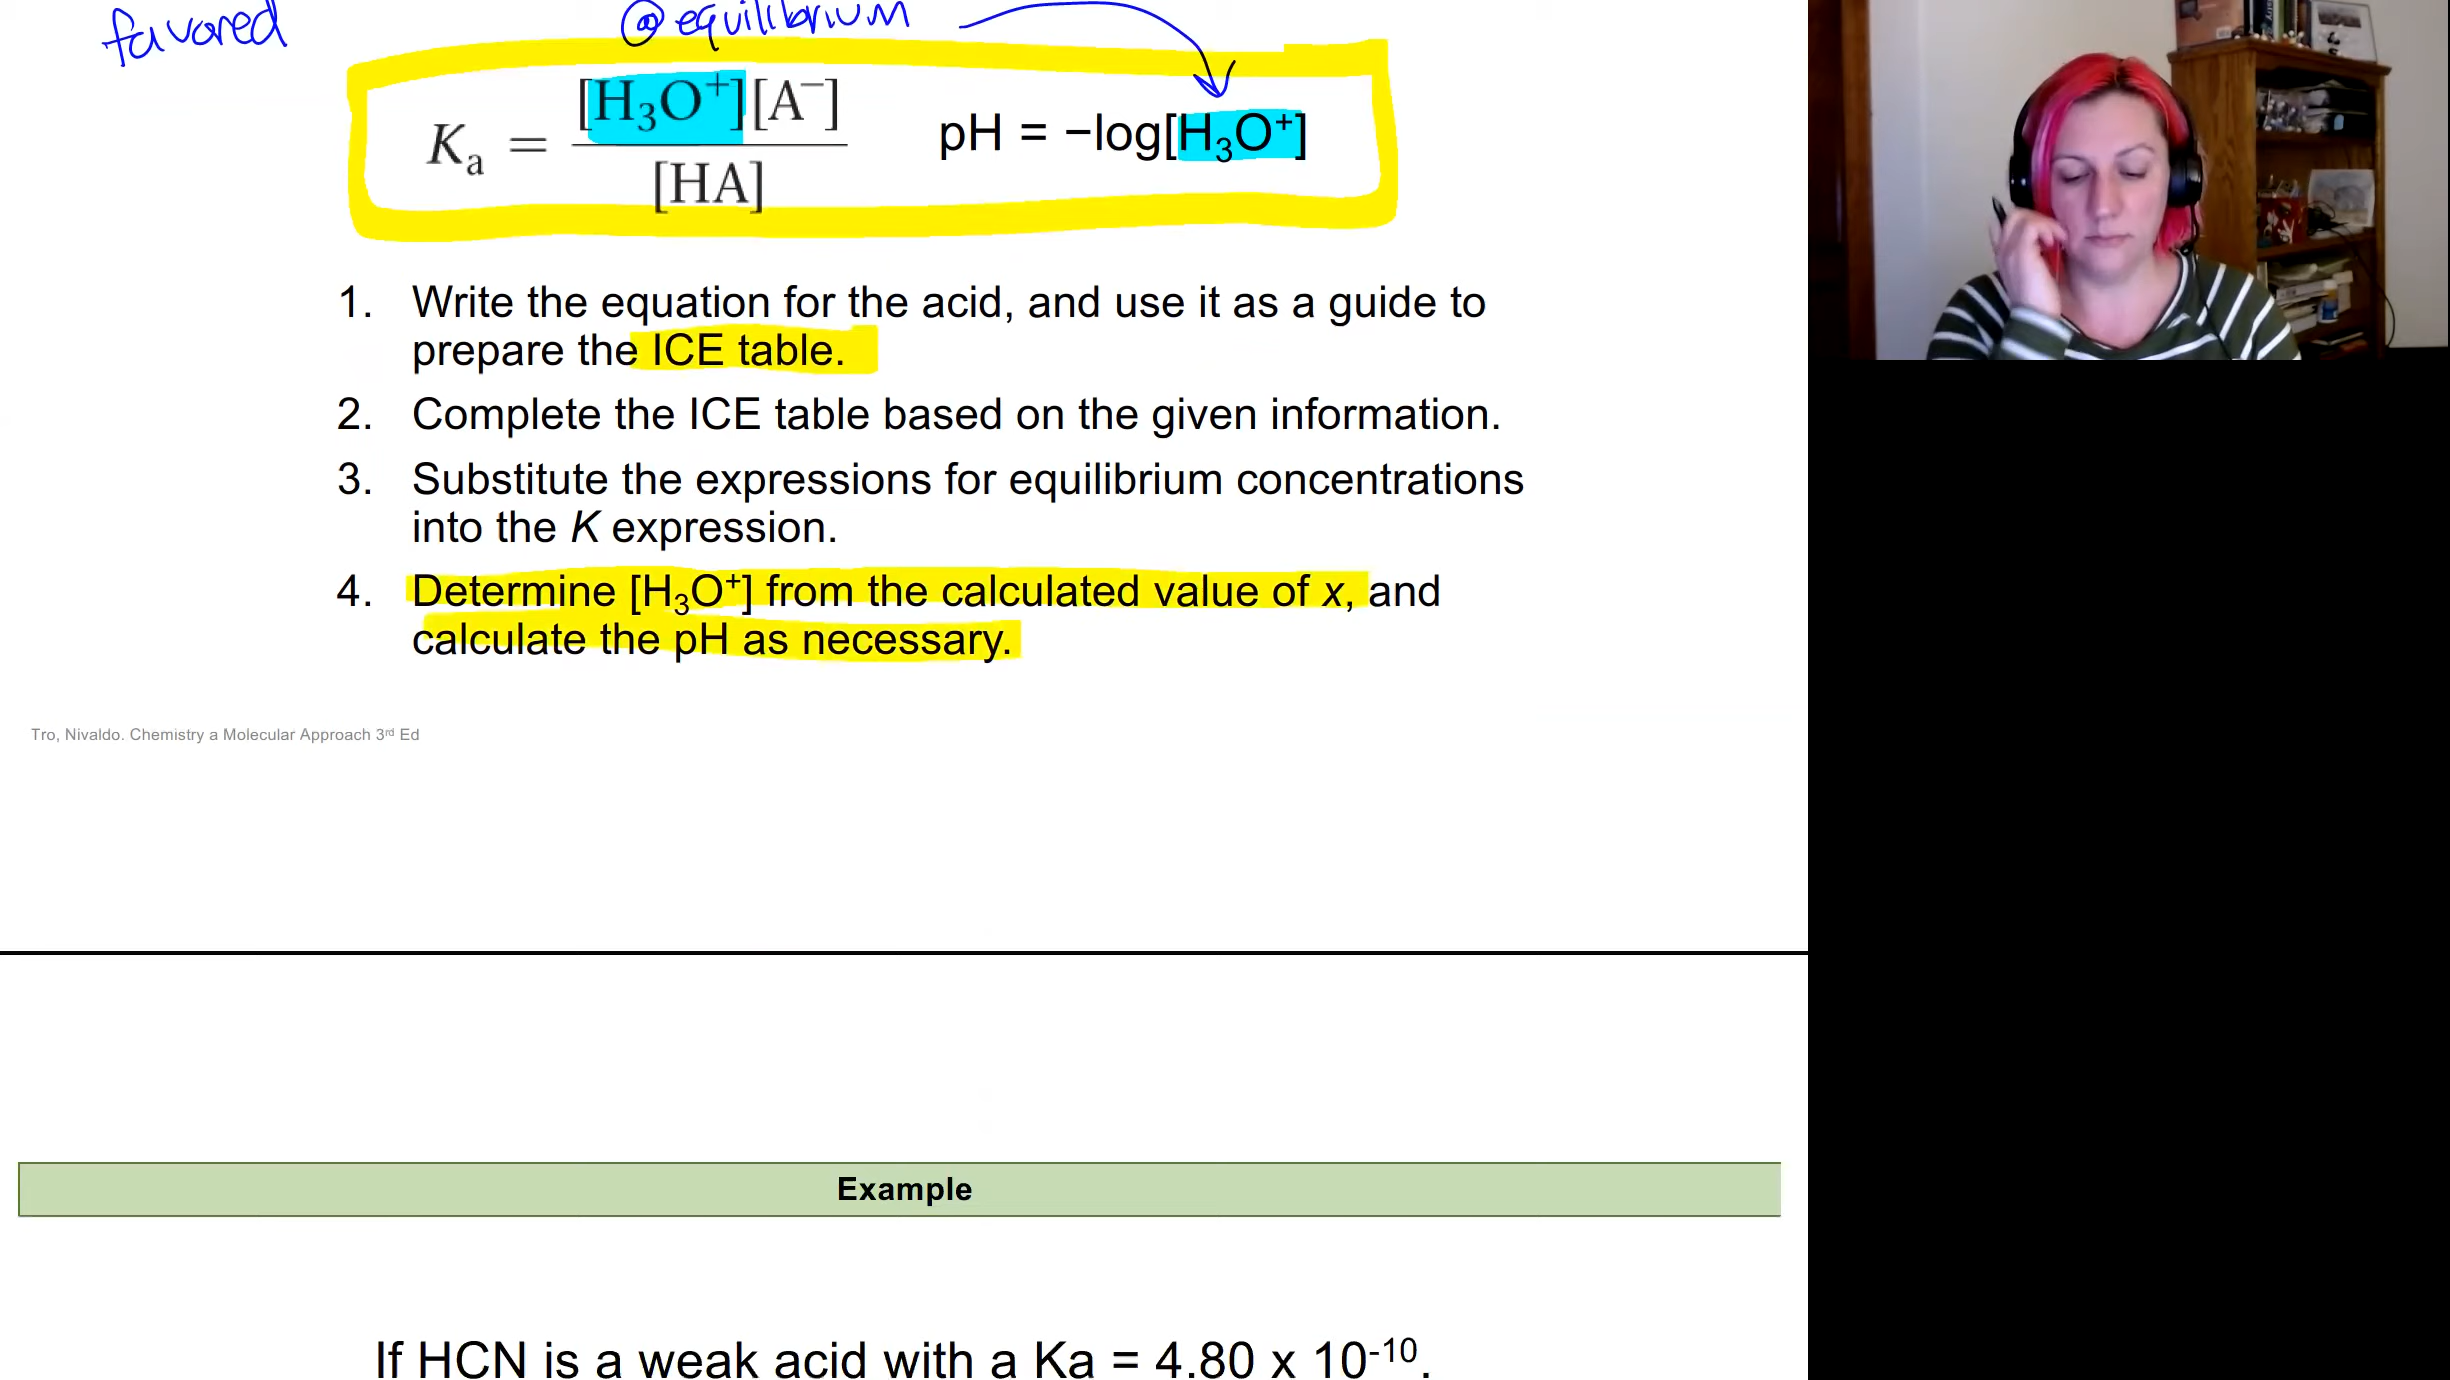 favored
@equilibrium
Kₐ = [H₃O⁺][A⁻] / [HA]
pH = −log[H₃O⁺]
1. Write the equation for the acid, and use it as a guide to
prepare the ICE table.
2. Complete the ICE table based on the given information.
3. Substitute the expressions for equilibrium concentrations
into the K expression.
4. Determine [H₃O⁺] from the calculated value of x, and
calculate the pH as necessary.
Tro, Nivaldo. Chemistry a Molecular Approach 3ʳᵈ Ed
Example
If HCN is a weak acid with a Ka = 4.80 x 10⁻¹⁰.